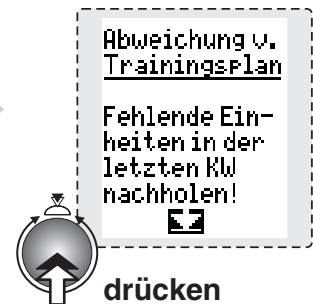 Abweichung v.
Trainingsplan
Fehlende Ein-
heiten in der
letzten KW
nachholen!
drücken